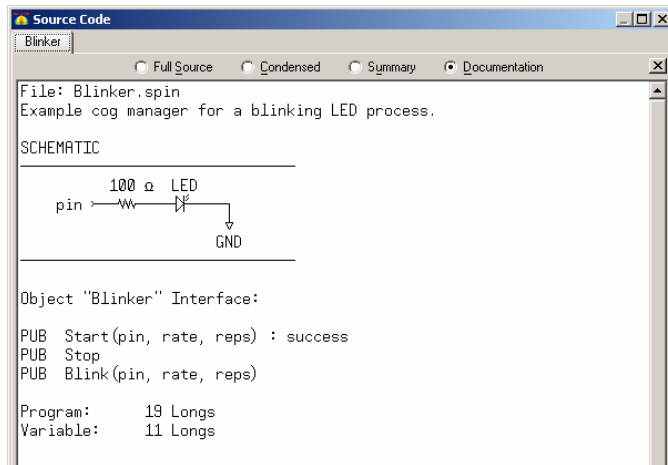 Source Code
Blinker
Full Source Condensed Summary Documentation
File: Blinker.spin
Example cog manager for a blinking LED process.
SCHEMATIC
100 Ω LED
pin
GND
Object "Blinker" Interface:
PUB Start(pin, rate, reps) : success
PUB Stop
PUB Blink(pin, rate, reps)
Program: 19 Longs
Variable: 11 Longs